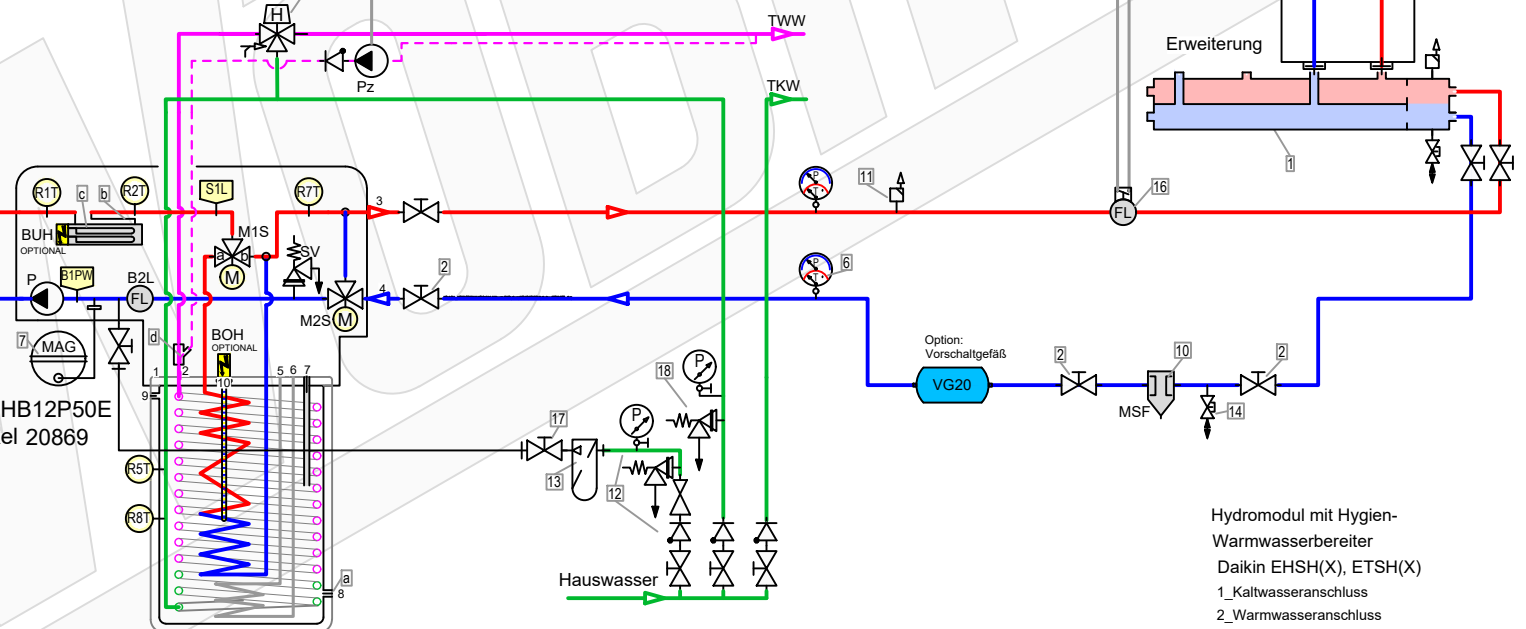 H
TWW
Pz
TKW
Erweiterung
1
R1T
c
b
R2T
S1L
R7T
3
P
T
11
16
FL
BUH
OPTIONAL
M1S
a
b
M
SV
P
B1PW
B2L
FL
M2S
M
4
2
P
T
6
7
MAG
d
BOH
OPTIONAL
1
2
10
5
6
7
9
HB12P50E
el 20869
R5T
R8T
a
8
18
P
P
17
13
12
Option:
Vorschaltgefäß
VG20
2
10
2
MSF
14
Hauswasser
Hydromodul mit Hygien-
Warmwasserbereiter
Daikin EHSH(X), ETSH(X)
1_Kaltwasseranschluss
2_Warmwasseranschluss